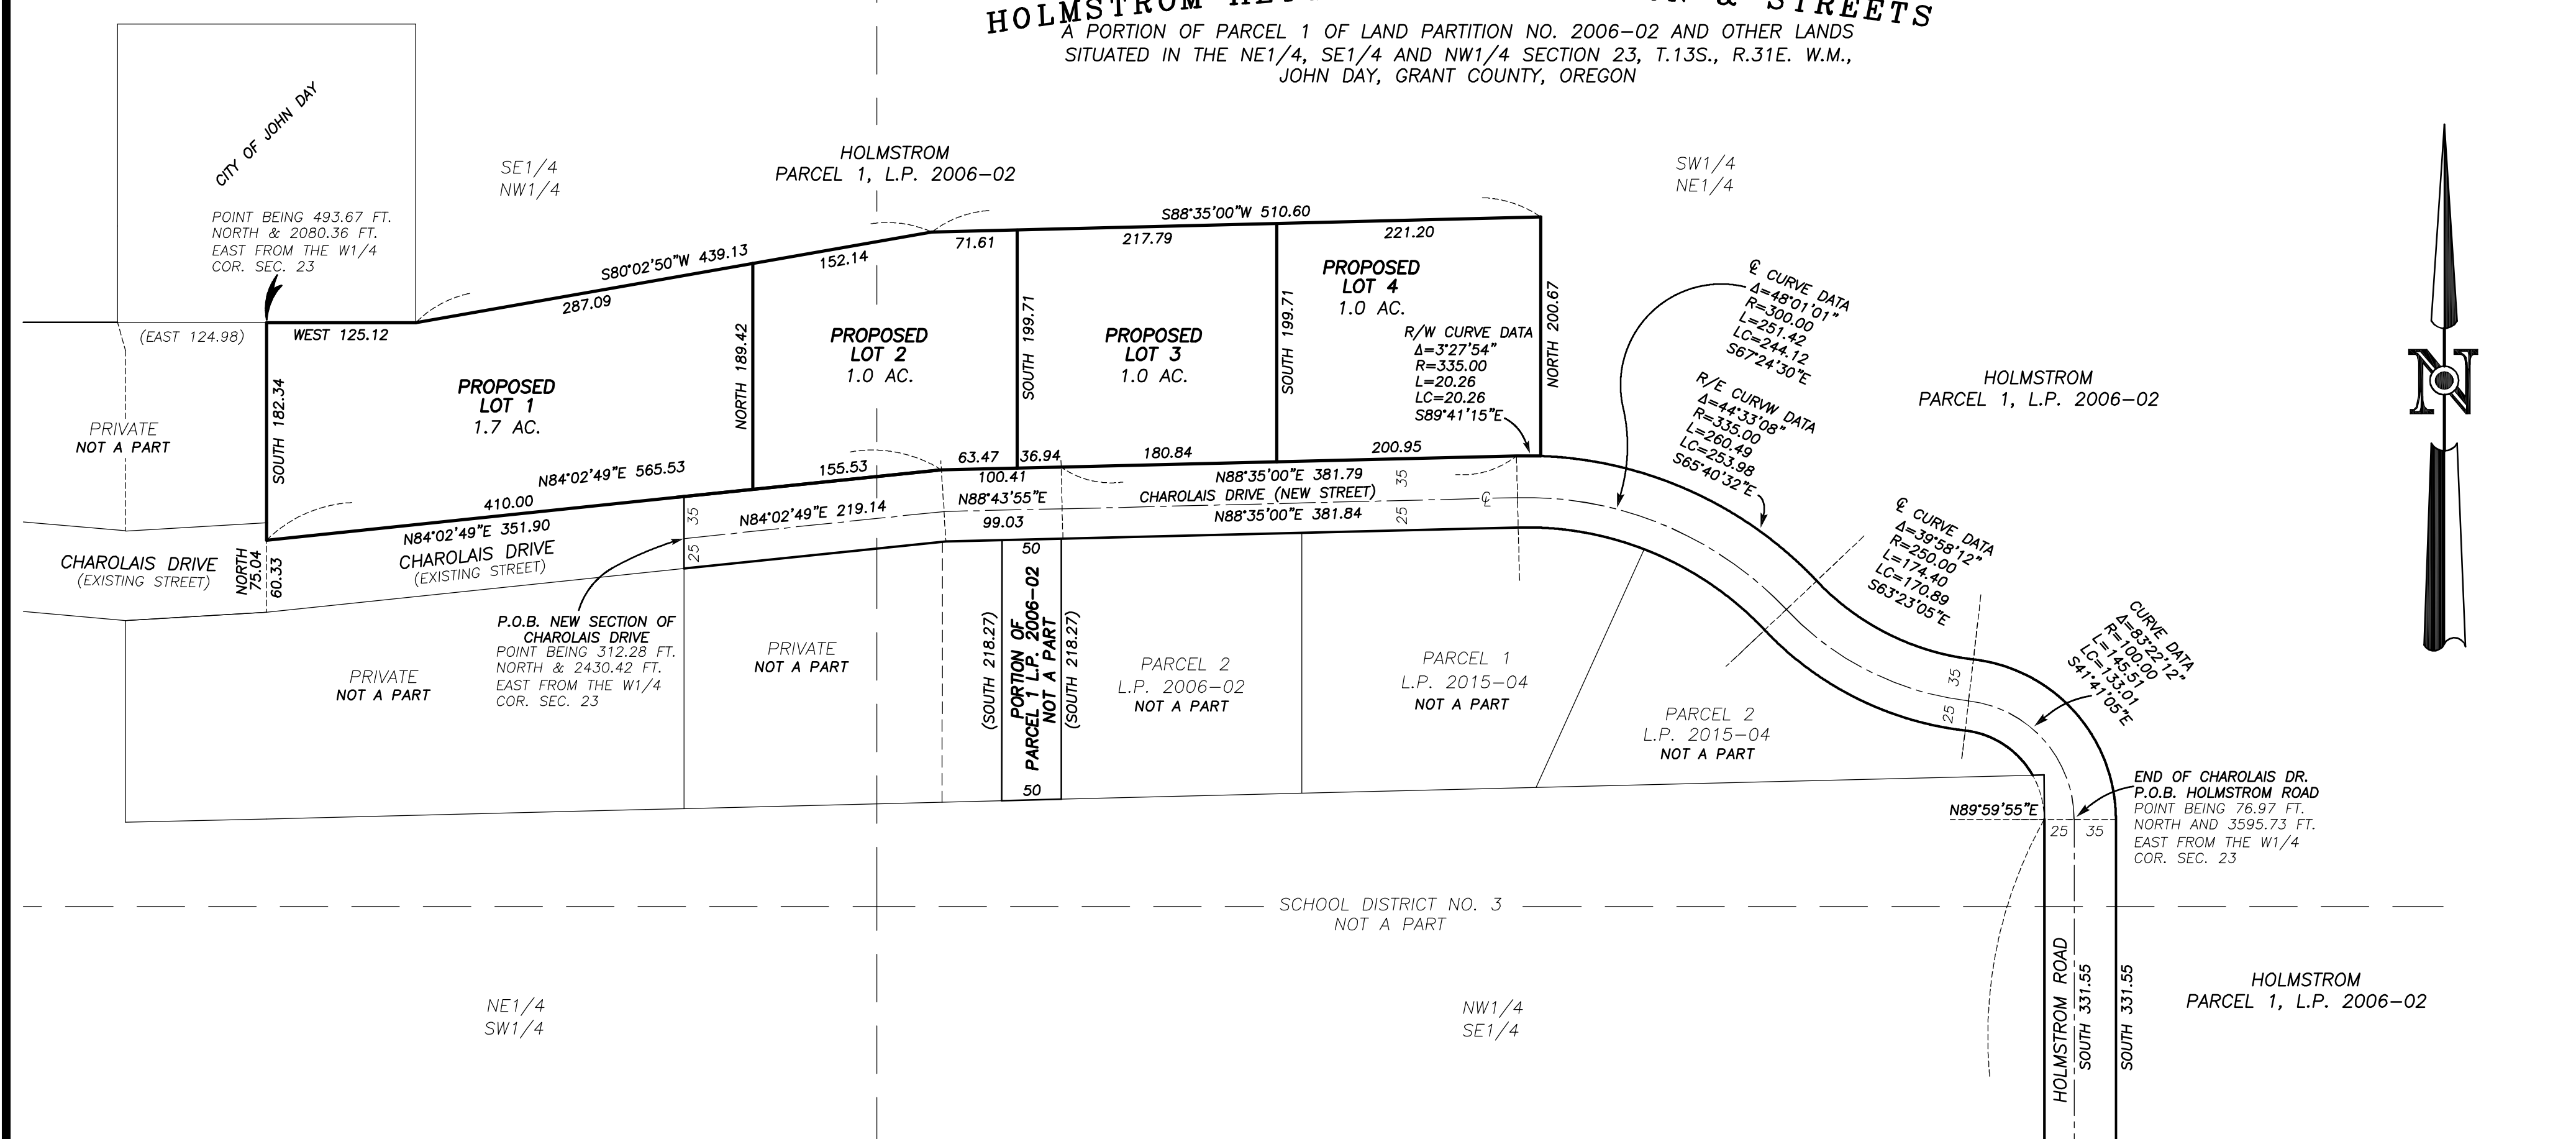 HOLMSTROM
& STREETS
A PORTION OF PARCEL 1 OF LAND PARTITION NO. 2006-02 AND OTHER LANDS
SITUATED IN THE NE1/4, SE1/4 AND NW1/4 SECTION 23, T.13S., R.31E. W.M.,
JOHN DAY, GRANT COUNTY, OREGON
CITY OF JOHN DAY
POINT BEING 493.67 FT.
NORTH & 2080.36 FT.
EAST FROM THE W1/4
COR. SEC. 23
SE1/4
NW1/4
HOLMSTROM
PARCEL 1, L.P. 2006-02
SW1/4
NE1/4
(EAST 124.98)
WEST 125.12
S80°02'50"W 439.13
287.09
152.14
71.61
S88°35'00"W 510.60
217.79
221.20
PRIVATE
NOT A PART
SOUTH 182.34
PROPOSED
LOT 1
1.7 AC.
NORTH 189.42
PROPOSED
LOT 2
1.0 AC.
SOUTH 199.71
PROPOSED
LOT 3
1.0 AC.
SOUTH 199.71
PROPOSED
LOT 4
1.0 AC.
R/W CURVE DATA
Δ=3°27'54"
R=335.00
L=20.26
LC=20.26
S89°41'15"E
NORTH 200.67
℄ CURVE DATA
Δ=48°01'01"
R=300.00
L=251.42
LC=244.12
S67°24'30"E
R/E CURVW DATA
Δ=44°33'08"
R=335.00
L=260.49
LC=253.98
S65°40'32"E
HOLMSTROM
PARCEL 1, L.P. 2006-02
N
N84°02'49"E 565.53
410.00
155.53
63.47
36.94
180.84
200.95
100.41
N88°35'00"E 381.79
35
N84°02'49"E 351.90
CHAROLAIS DRIVE
(EXISTING STREET)
35
25
N84°02'49"E 219.14
N88°43'55"E
99.03
CHAROLAIS DRIVE (NEW STREET)
℄
N88°35'00"E 381.84
25
CHAROLAIS DRIVE
(EXISTING STREET)
NORTH
75.04
60.33
℄ CURVE DATA
Δ=39°58'12"
R=250.00
L=174.40
LC=170.89
S63°23'05"E
CURVE DATA
Δ=83°22'12"
R=100.00
L=145.51
LC=133.01
S41°41'05"E
P.O.B. NEW SECTION OF
CHAROLAIS DRIVE
POINT BEING 312.28 FT.
NORTH & 2430.42 FT.
EAST FROM THE W1/4
COR. SEC. 23
PRIVATE
NOT A PART
PRIVATE
NOT A PART
50
(SOUTH 218.27)
PORTION OF
PARCEL 1 L.P. 2006-02
NOT A PART
(SOUTH 218.27)
50
PARCEL 2
L.P. 2006-02
NOT A PART
PARCEL 1
L.P. 2015-04
NOT A PART
PARCEL 2
L.P. 2015-04
NOT A PART
35
25
END OF CHAROLAIS DR.
P.O.B. HOLMSTROM ROAD
POINT BEING 76.97 FT.
NORTH AND 3595.73 FT.
EAST FROM THE W1/4
COR. SEC. 23
N89°59'55"E
25
35
SCHOOL DISTRICT NO. 3
NOT A PART
NE1/4
SW1/4
NW1/4
SE1/4
HOLMSTROM ROAD
SOUTH 331.55
SOUTH 331.55
HOLMSTROM
PARCEL 1, L.P. 2006-02